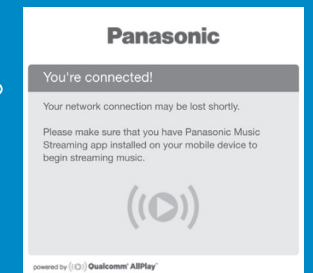 Panasonic
You're connected!
Your network connection may be lost shortly.
Please make sure that you have Panasonic Music
Streaming app installed on your mobile device to
begin streaming music.
powered by ((O)) Qualcomm® AllPlay™